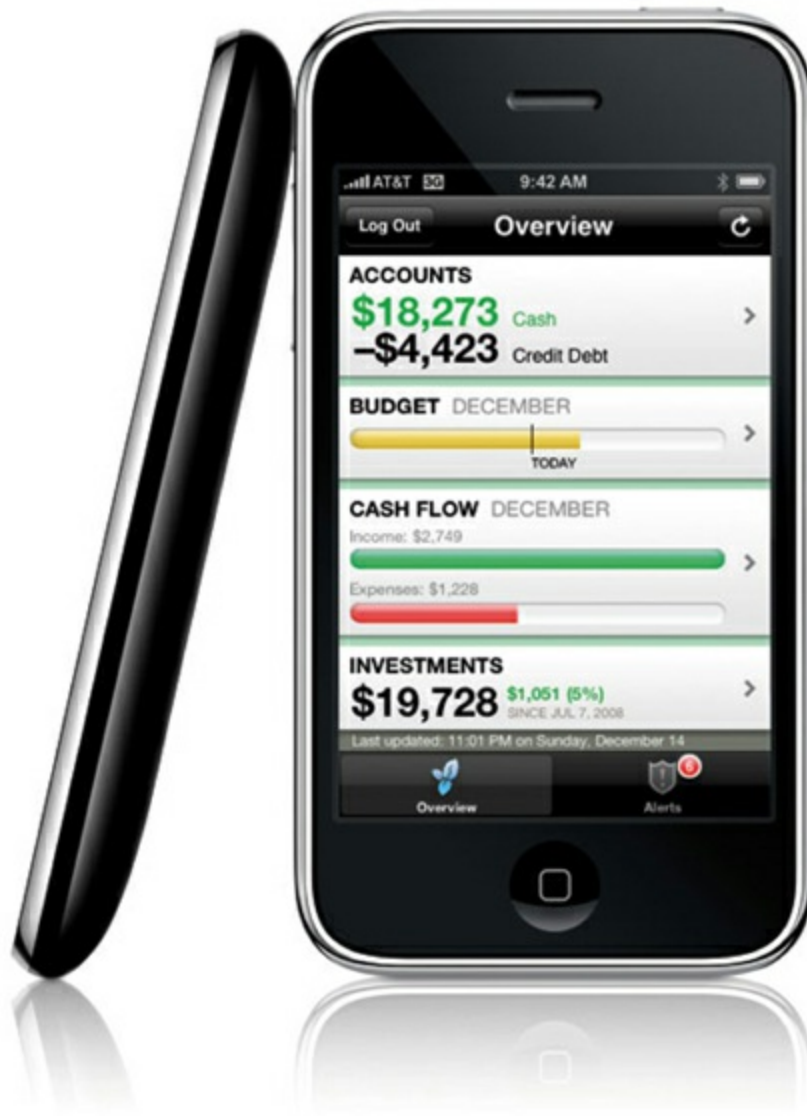 AT&T 3G 9:42 AM
Log Out Overview
ACCOUNTS
$18,273 Cash
–$4,423 Credit Debt
BUDGET DECEMBER
TODAY
CASH FLOW DECEMBER
Income: $2,749
Expenses: $1,228
INVESTMENTS
$19,728 $1,051 (5%)
SINCE JUL 7, 2008
Last updated: 11:01 PM on Sunday, December 14
6
Overview Alerts